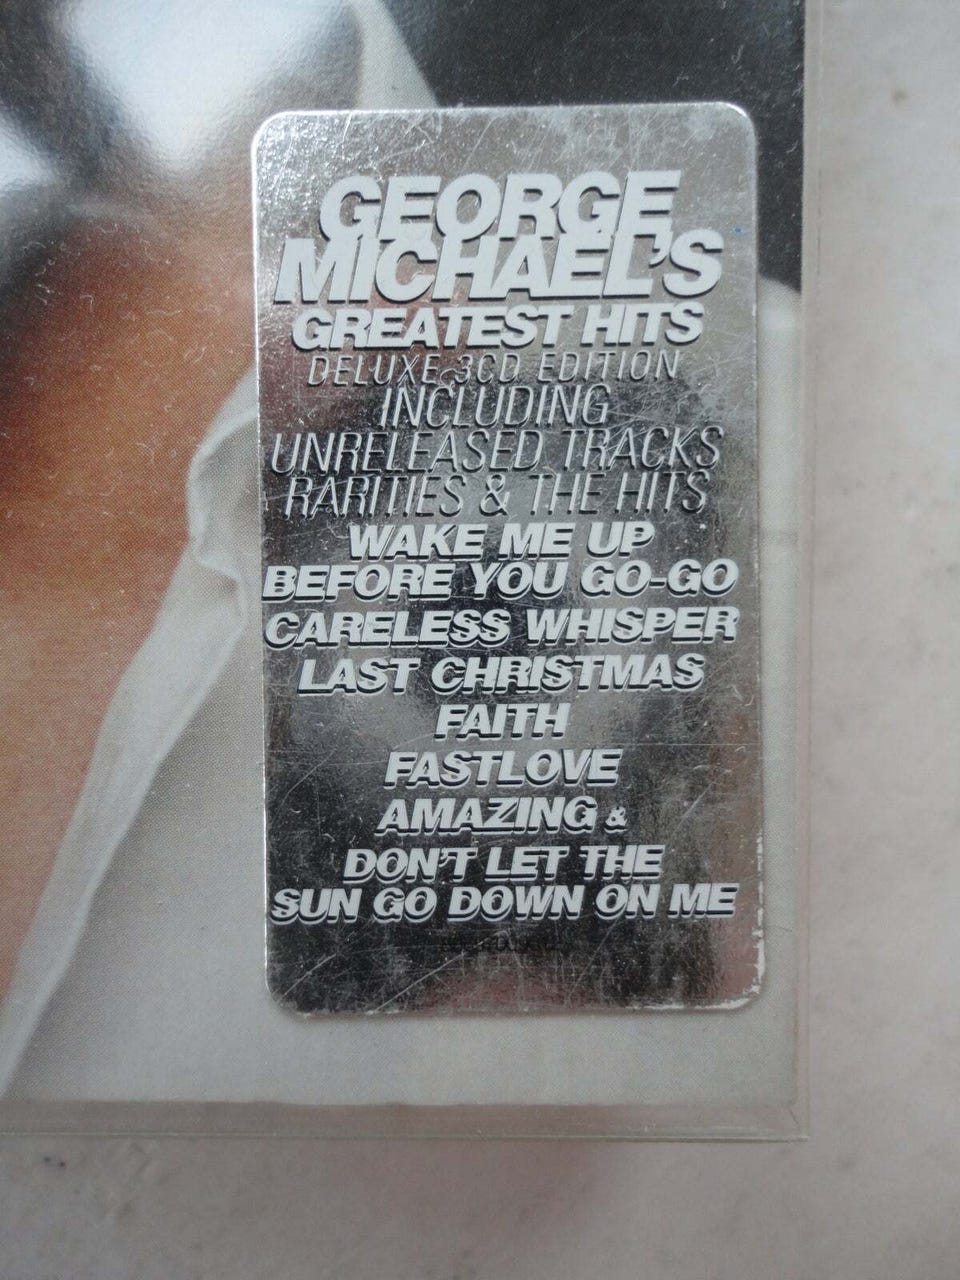 GEORGE
MICHAEL'S
GREATEST HITS
DELUXE 3CD EDITION
INCLUDING
UNRELEASED TRACKS
RARITIES & THE HITS
WAKE ME UP
BEFORE YOU GO-GO
CARELESS WHISPER
LAST CHRISTMAS
FAITH
FASTLOVE
AMAZING &
DON'T LET THE
SUN GO DOWN ON ME